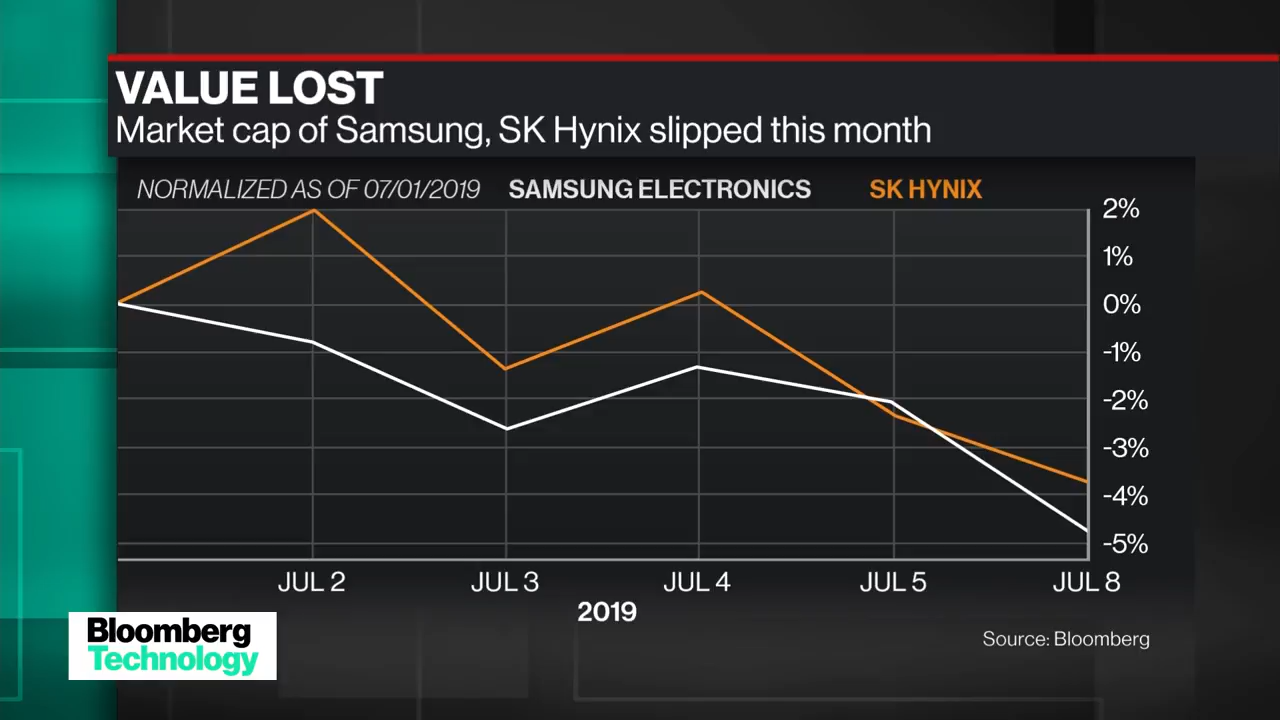 VALUE LOST
Market cap of Samsung, SK Hynix slipped this month
NORMALIZED AS OF 07/01/2019 SAMSUNG ELECTRONICS SK HYNIX
2%
1%
0%
-1%
-2%
-3%
-4%
-5%
JUL 2 JUL 3 JUL 4 JUL 5 JUL 8
2019
Source: Bloomberg
Bloomberg
Technology